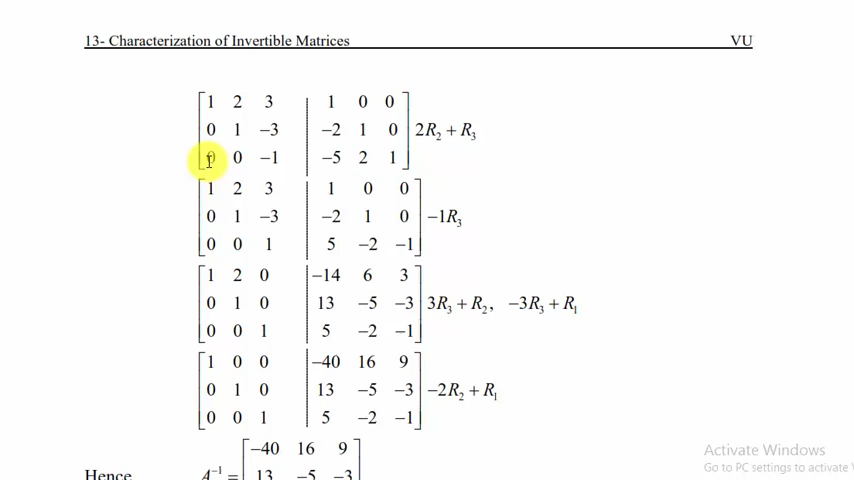 13- Characterization of Invertible Matrices VU
1 2 3 1 0 0
0 1 −3 −2 1 0 2R₂ + R₃
0 0 −1 −5 2 1
1 2 3 1 0 0
0 1 −3 −2 1 0 −1R₃
0 0 1 5 −2 −1
1 2 0 −14 6 3
0 1 0 13 −5 −3 3R₃ + R₂, −3R₃ + R₁
0 0 1 5 −2 −1
1 0 0 −40 16 9
0 1 0 13 −5 −3 −2R₂ + R₁
0 0 1 5 −2 −1
−40 16 9
Hence A⁻¹ = 13 −5 −3
Activate Windows
Go to PC settings to activate